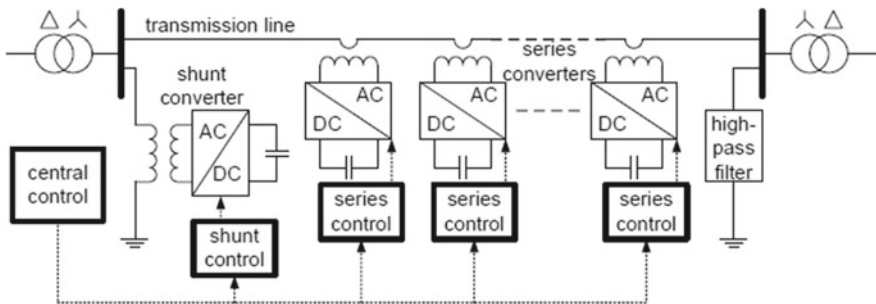 transmission line
series
converters
shunt
converter
AC
DC
AC
DC
AC
DC
AC
DC
high-
pass
filter
central
control
series
control
series
control
series
control
shunt
control